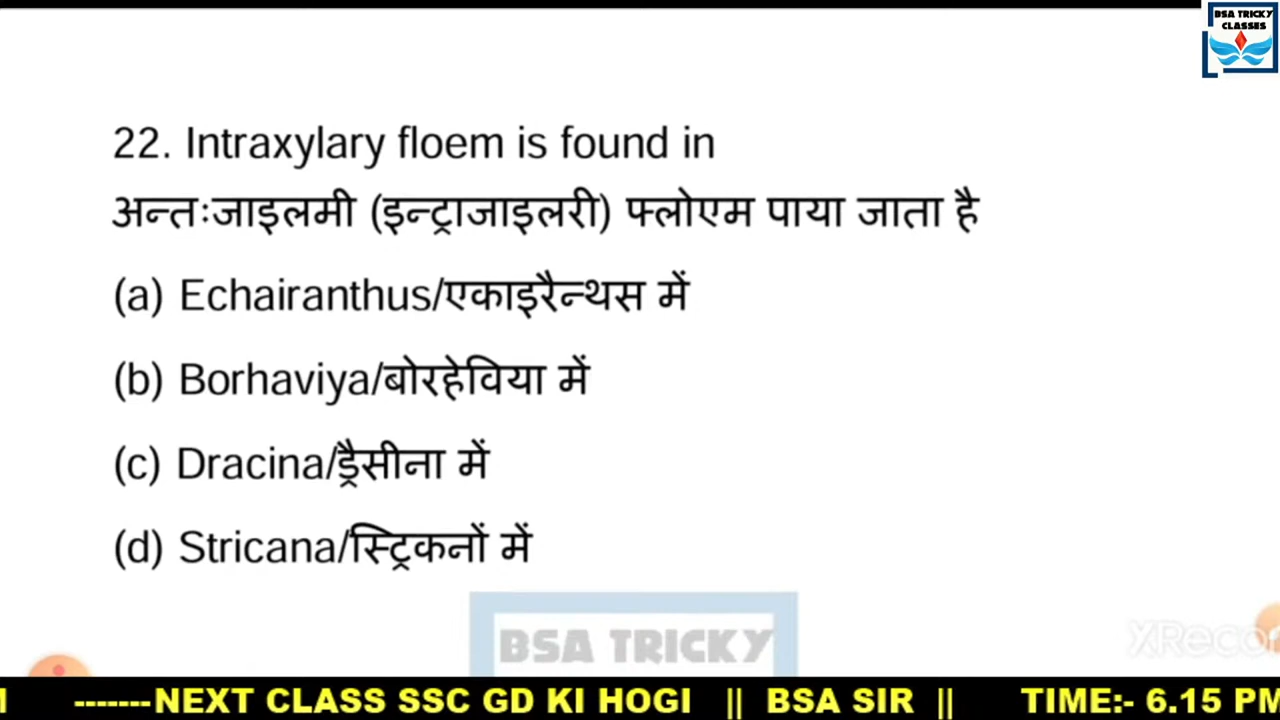 BSA TRICKY
CLASSES
22. Intraxylary floem is found in
अन्तःजाइलमी (इन्ट्राजाइलरी) फ्लोएम पाया जाता है
(a) Echairanthus/एकाइरैन्थस में
(b) Borhaviya/बोरहेविया में
(c) Dracina/ड्रैसीना में
(d) Stricana/स्ट्रिकनों में
BSA TRICKY
XRecor
M -------NEXT CLASS SSC GD KI HOGI || BSA SIR || TIME:- 6.15 PM